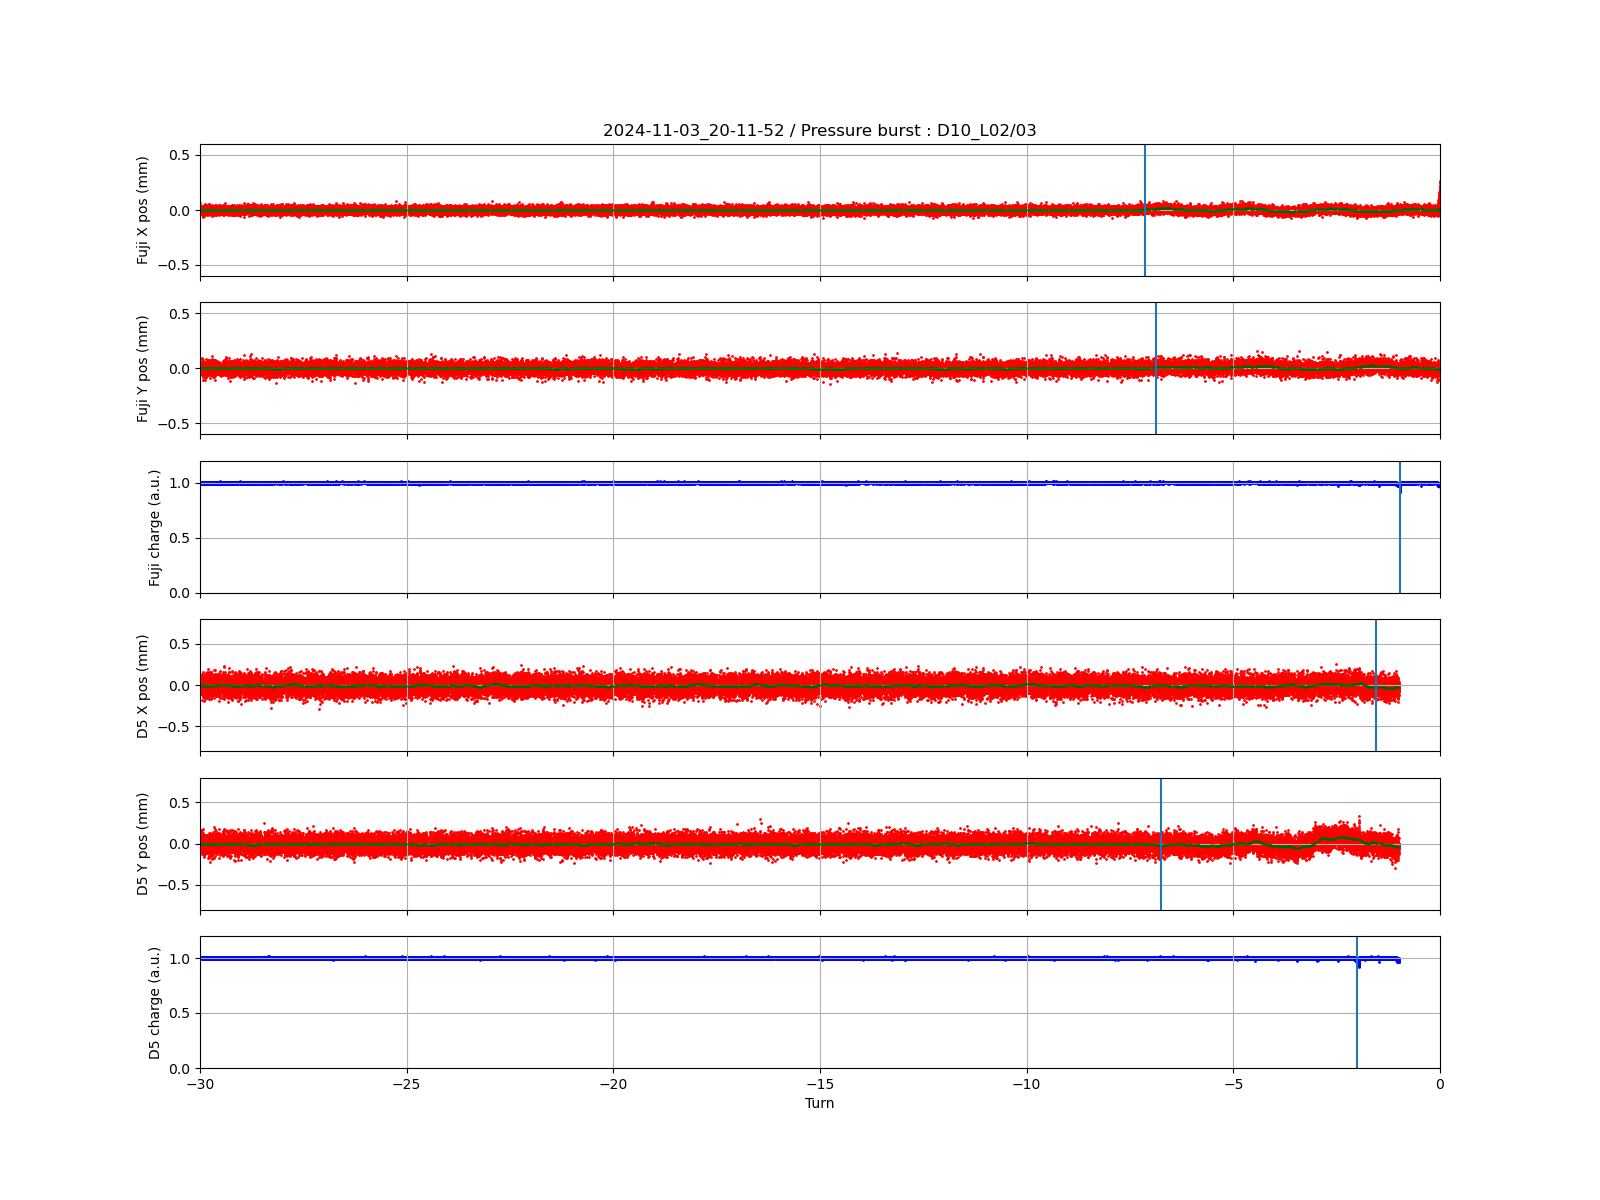 2024-11-03_20-11-52 / Pressure burst : D10_L02/03
0.5
0.0
−0.5
Fuji X pos (mm)
0.5
0.0
−0.5
Fuji Y pos (mm)
1.0
0.5
0.0
Fuji charge (a.u.)
0.5
0.0
−0.5
D5 X pos (mm)
0.5
0.0
−0.5
D5 Y pos (mm)
1.0
0.5
0.0
D5 charge (a.u.)
−30 −25 −20 −15 −10 −5 0
Turn